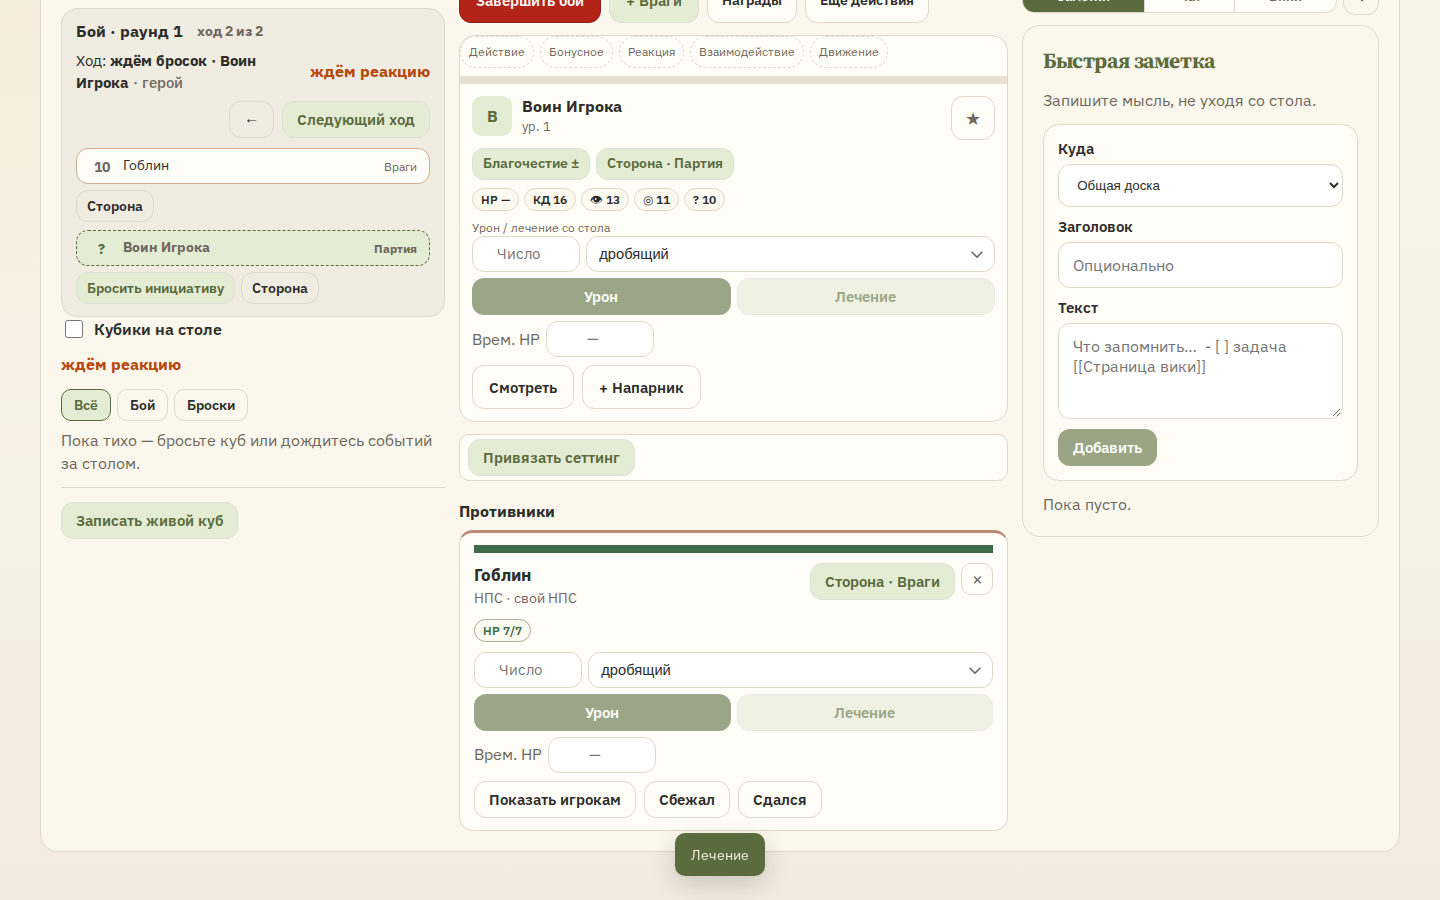 Бой · раунд 1 ход 2 из 2
Ход: ждём бросок · Воин
Игрока · герой
ждём реакцию
← Следующий ход
10 Гоблин Враги
Сторона
? Воин Игрока Партия
Бросить инициативу Сторона
Кубики на столе
ждём реакцию
Всё Бой Броски
Пока тихо — бросьте куб или дождитесь событий
за столом.
Записать живой куб
Завершить бой + Враги Награды Ещё действия
Действие Бонусное Реакция Взаимодействие Движение
В Воин Игрока ★
ур. 1
Благочестие ± Сторона · Партия
HP — КД 16 👁 13 ◎ 11 ? 10
Урон / лечение со стола
Число дробящий
Урон Лечение
Врем. HP —
Смотреть + Напарник
Привязать сеттинг
Противники
Гоблин Сторона · Враги ×
НПС · свой НПС
HP 7/7
Число дробящий
Урон Лечение
Врем. HP —
Показать игрокам Сбежал Сдался
Лечение
Быстрая заметка
Запишите мысль, не уходя со стола.
Куда
Общая доска
Заголовок
Опционально
Текст
Что запомнить... - [ ] задача
[[Страница вики]]
Добавить
Пока пусто.